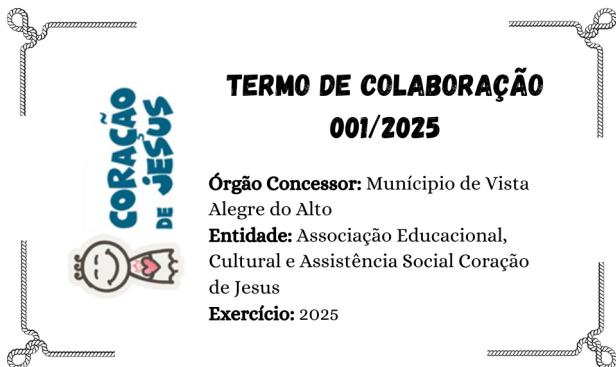 CORAÇÃO
DE JESUS
TERMO DE COLABORAÇÃO
001/2025
Órgão Concessor: Munícipio de Vista
Alegre do Alto
Entidade: Associação Educacional,
Cultural e Assistência Social Coração
de Jesus
Exercício: 2025